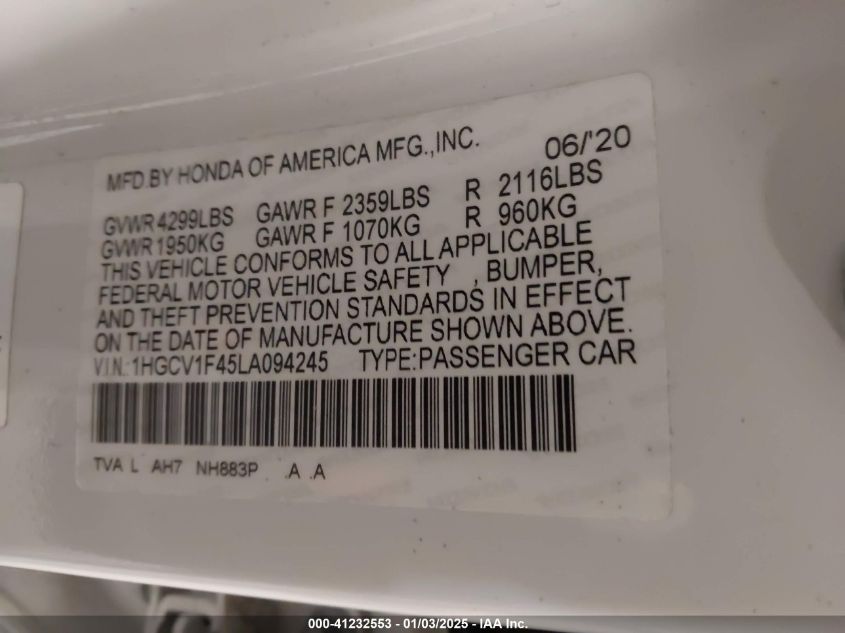 MFD.BY HONDA OF AMERICA MFG.,INC. 06/'20
GVWR 4299LBS GAWR F 2359LBS R 2116LBS
GVWR 1950KG GAWR F 1070KG R 960KG
THIS VEHICLE CONFORMS TO ALL APPLICABLE
FEDERAL MOTOR VEHICLE SAFETY , BUMPER,
AND THEFT PREVENTION STANDARDS IN EFFECT
ON THE DATE OF MANUFACTURE SHOWN ABOVE.
V.I.N.:1HGCV1F45LA094245 TYPE:PASSENGER CAR
TVA L AH7 NH883P .A .A
000-41232553 — 01/03/2025 - IAA Inc.